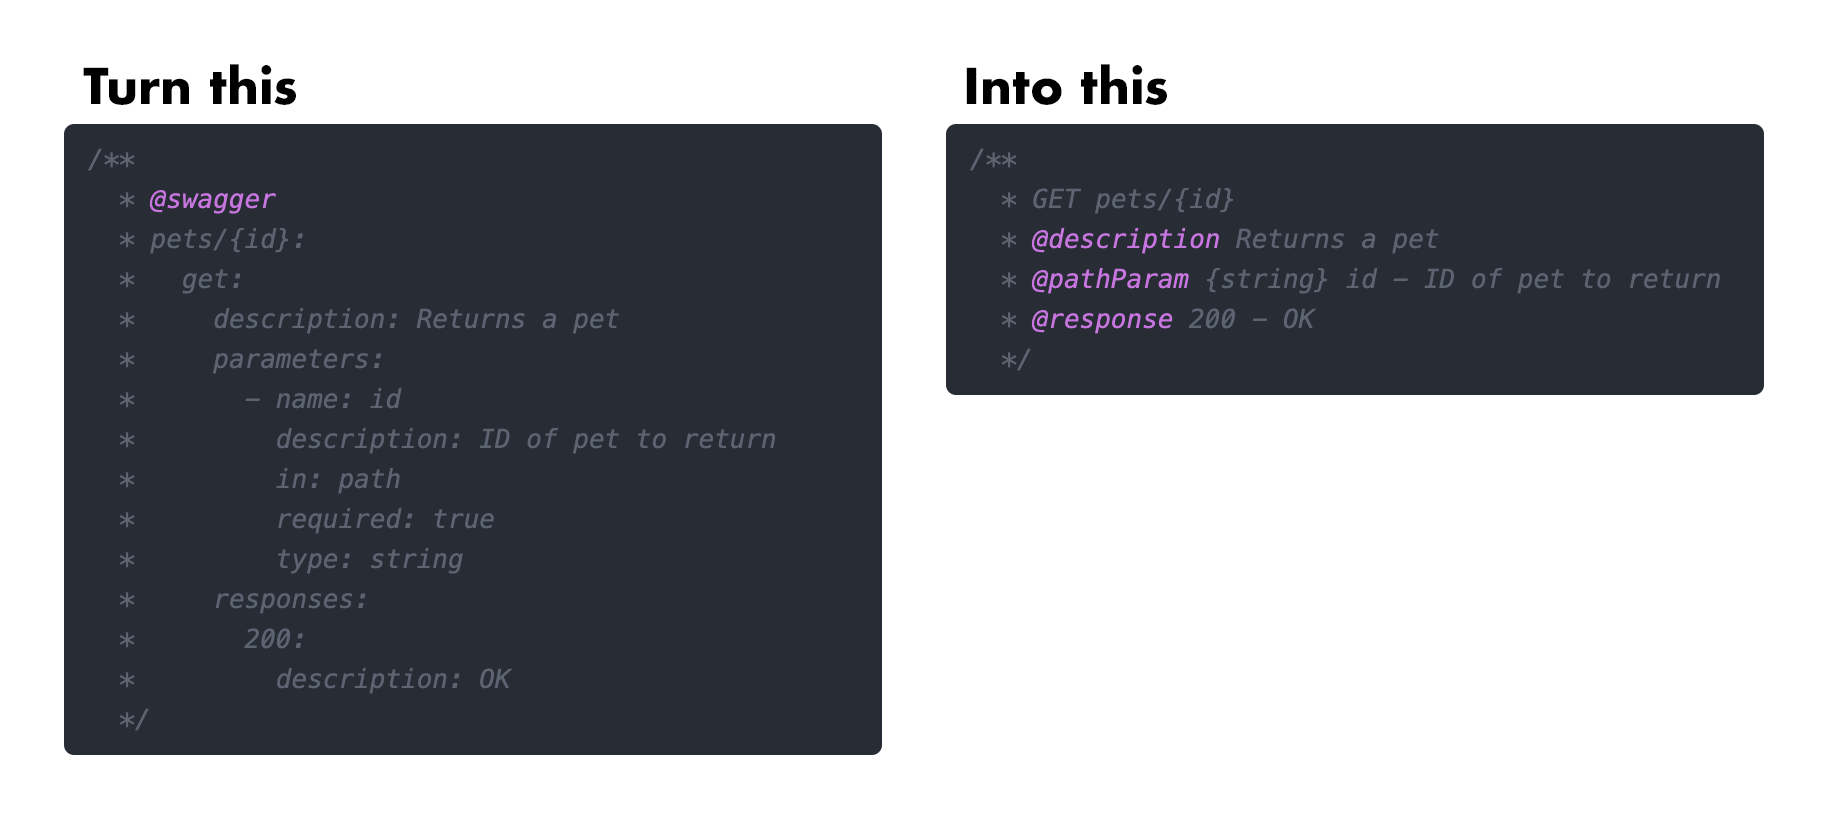 Turn this
/**
  * @swagger
  * pets/{id}:
  *   get:
  *     description: Returns a pet
  *     parameters:
  *       - name: id
  *         description: ID of pet to return
  *         in: path
  *         required: true
  *         type: string
  *     responses:
  *       200:
  *         description: OK
  */
Into this
/**
  * GET pets/{id}
  * @description Returns a pet
  * @pathParam {string} id - ID of pet to return
  * @response 200 - OK
  */